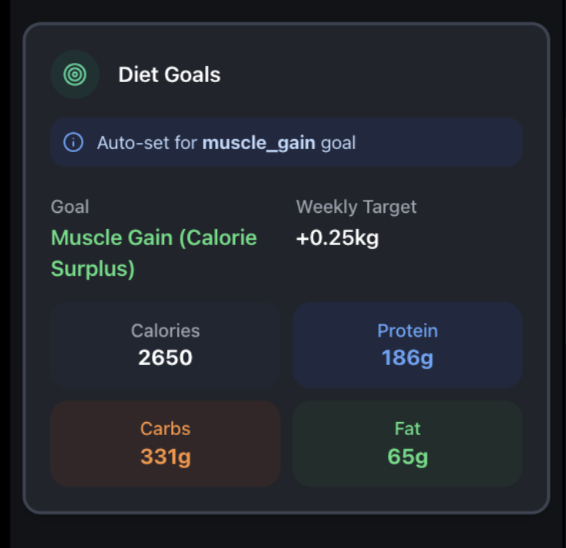 Diet Goals
Auto-set for muscle_gain goal
Goal
Muscle Gain (Calorie
Surplus)
Weekly Target
+0.25kg
Calories
2650
Protein
186g
Carbs
331g
Fat
65g